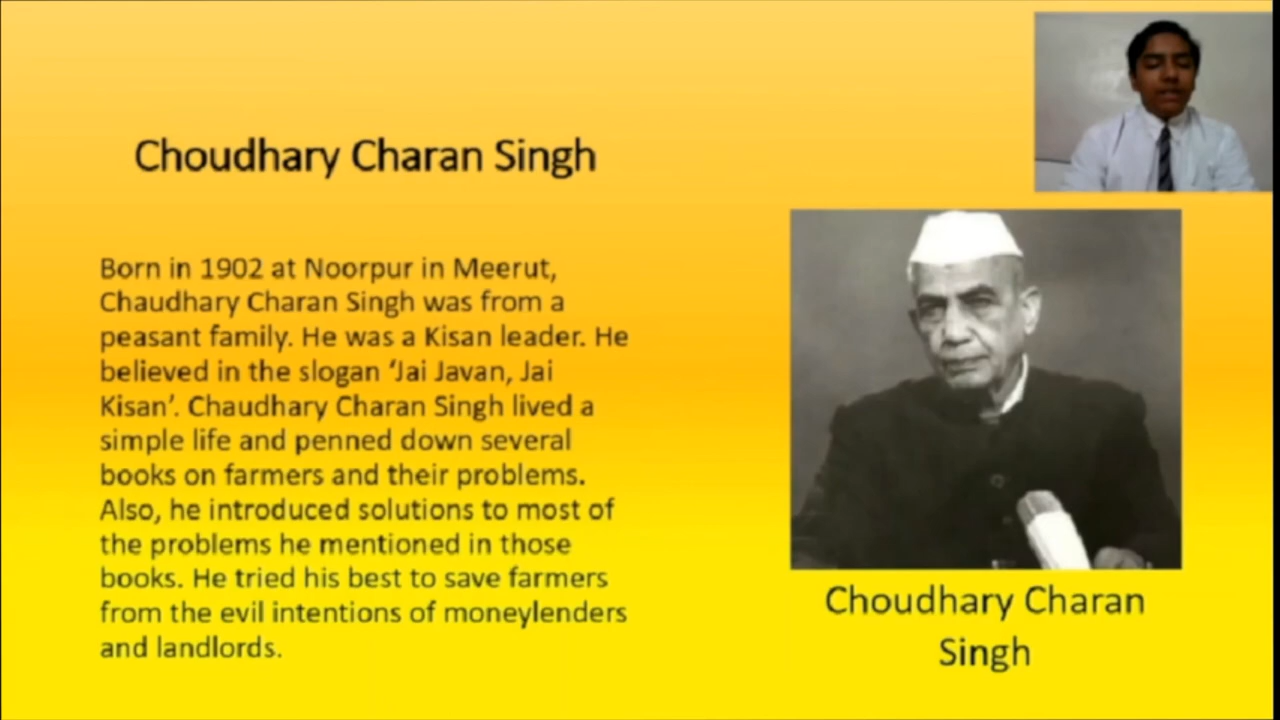 Choudhary Charan Singh
Born in 1902 at Noorpur in Meerut,
Chaudhary Charan Singh was from a
peasant family. He was a Kisan leader. He
believed in the slogan ‘Jai Javan, Jai
Kisan’. Chaudhary Charan Singh lived a
simple life and penned down several
books on farmers and their problems.
Also, he introduced solutions to most of
the problems he mentioned in those
books. He tried his best to save farmers
from the evil intentions of moneylenders
and landlords.
Choudhary Charan
Singh